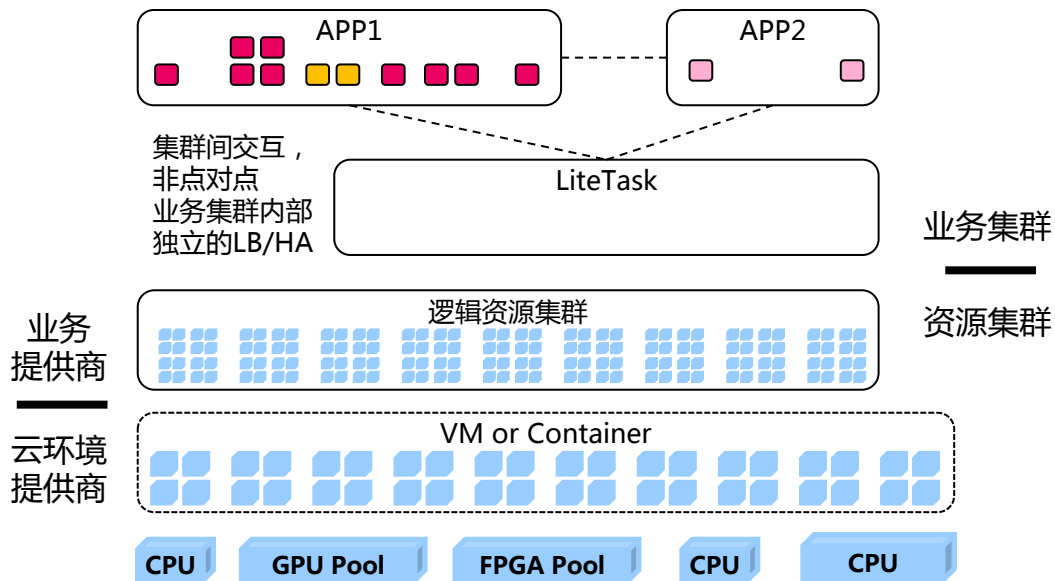 APP1
APP2
集群间交互，
非点对点
业务集群内部
独立的LB/HA
LiteTask
业务集群
资源集群
逻辑资源集群
业务
提供商
云环境
提供商
VM or Container
CPU
GPU Pool
FPGA Pool
CPU
CPU